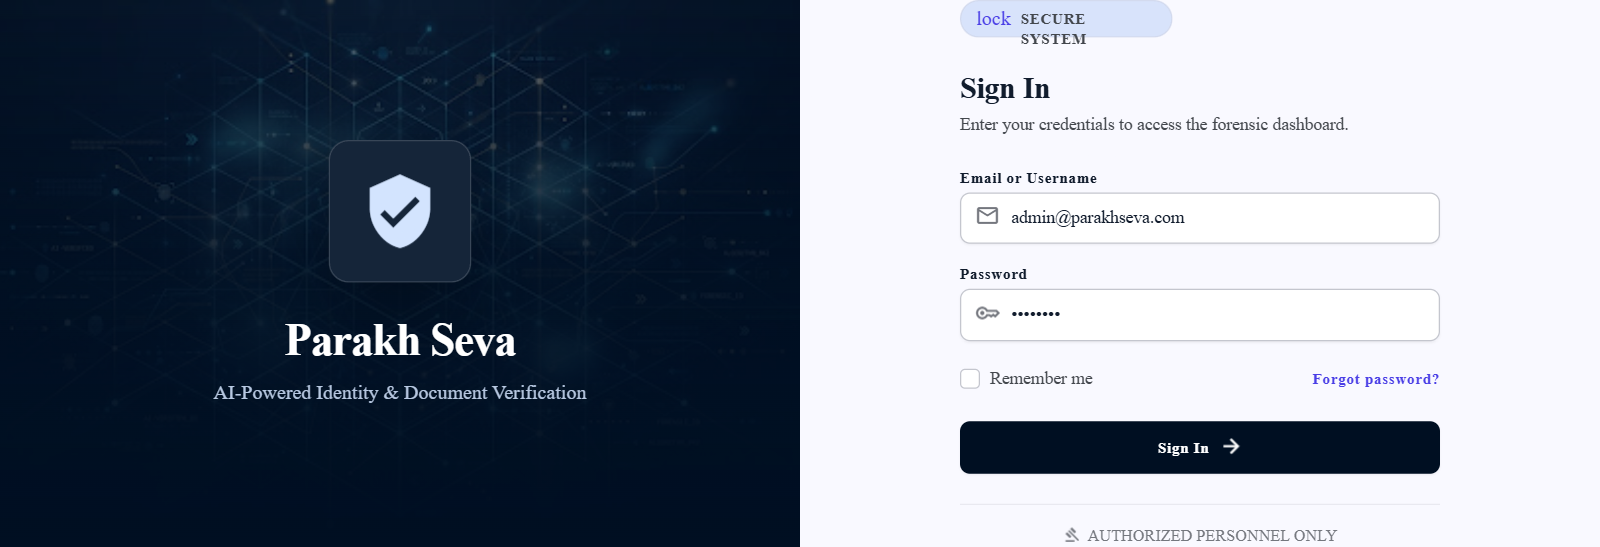 Parakh Seva
AI-Powered Identity & Document Verification
lock SECURE
SYSTEM
Sign In
Enter your credentials to access the forensic dashboard.
Email or Username
admin@parakhseva.com
Password
••••••••
Remember me
Forgot password?
Sign In →
AUTHORIZED PERSONNEL ONLY